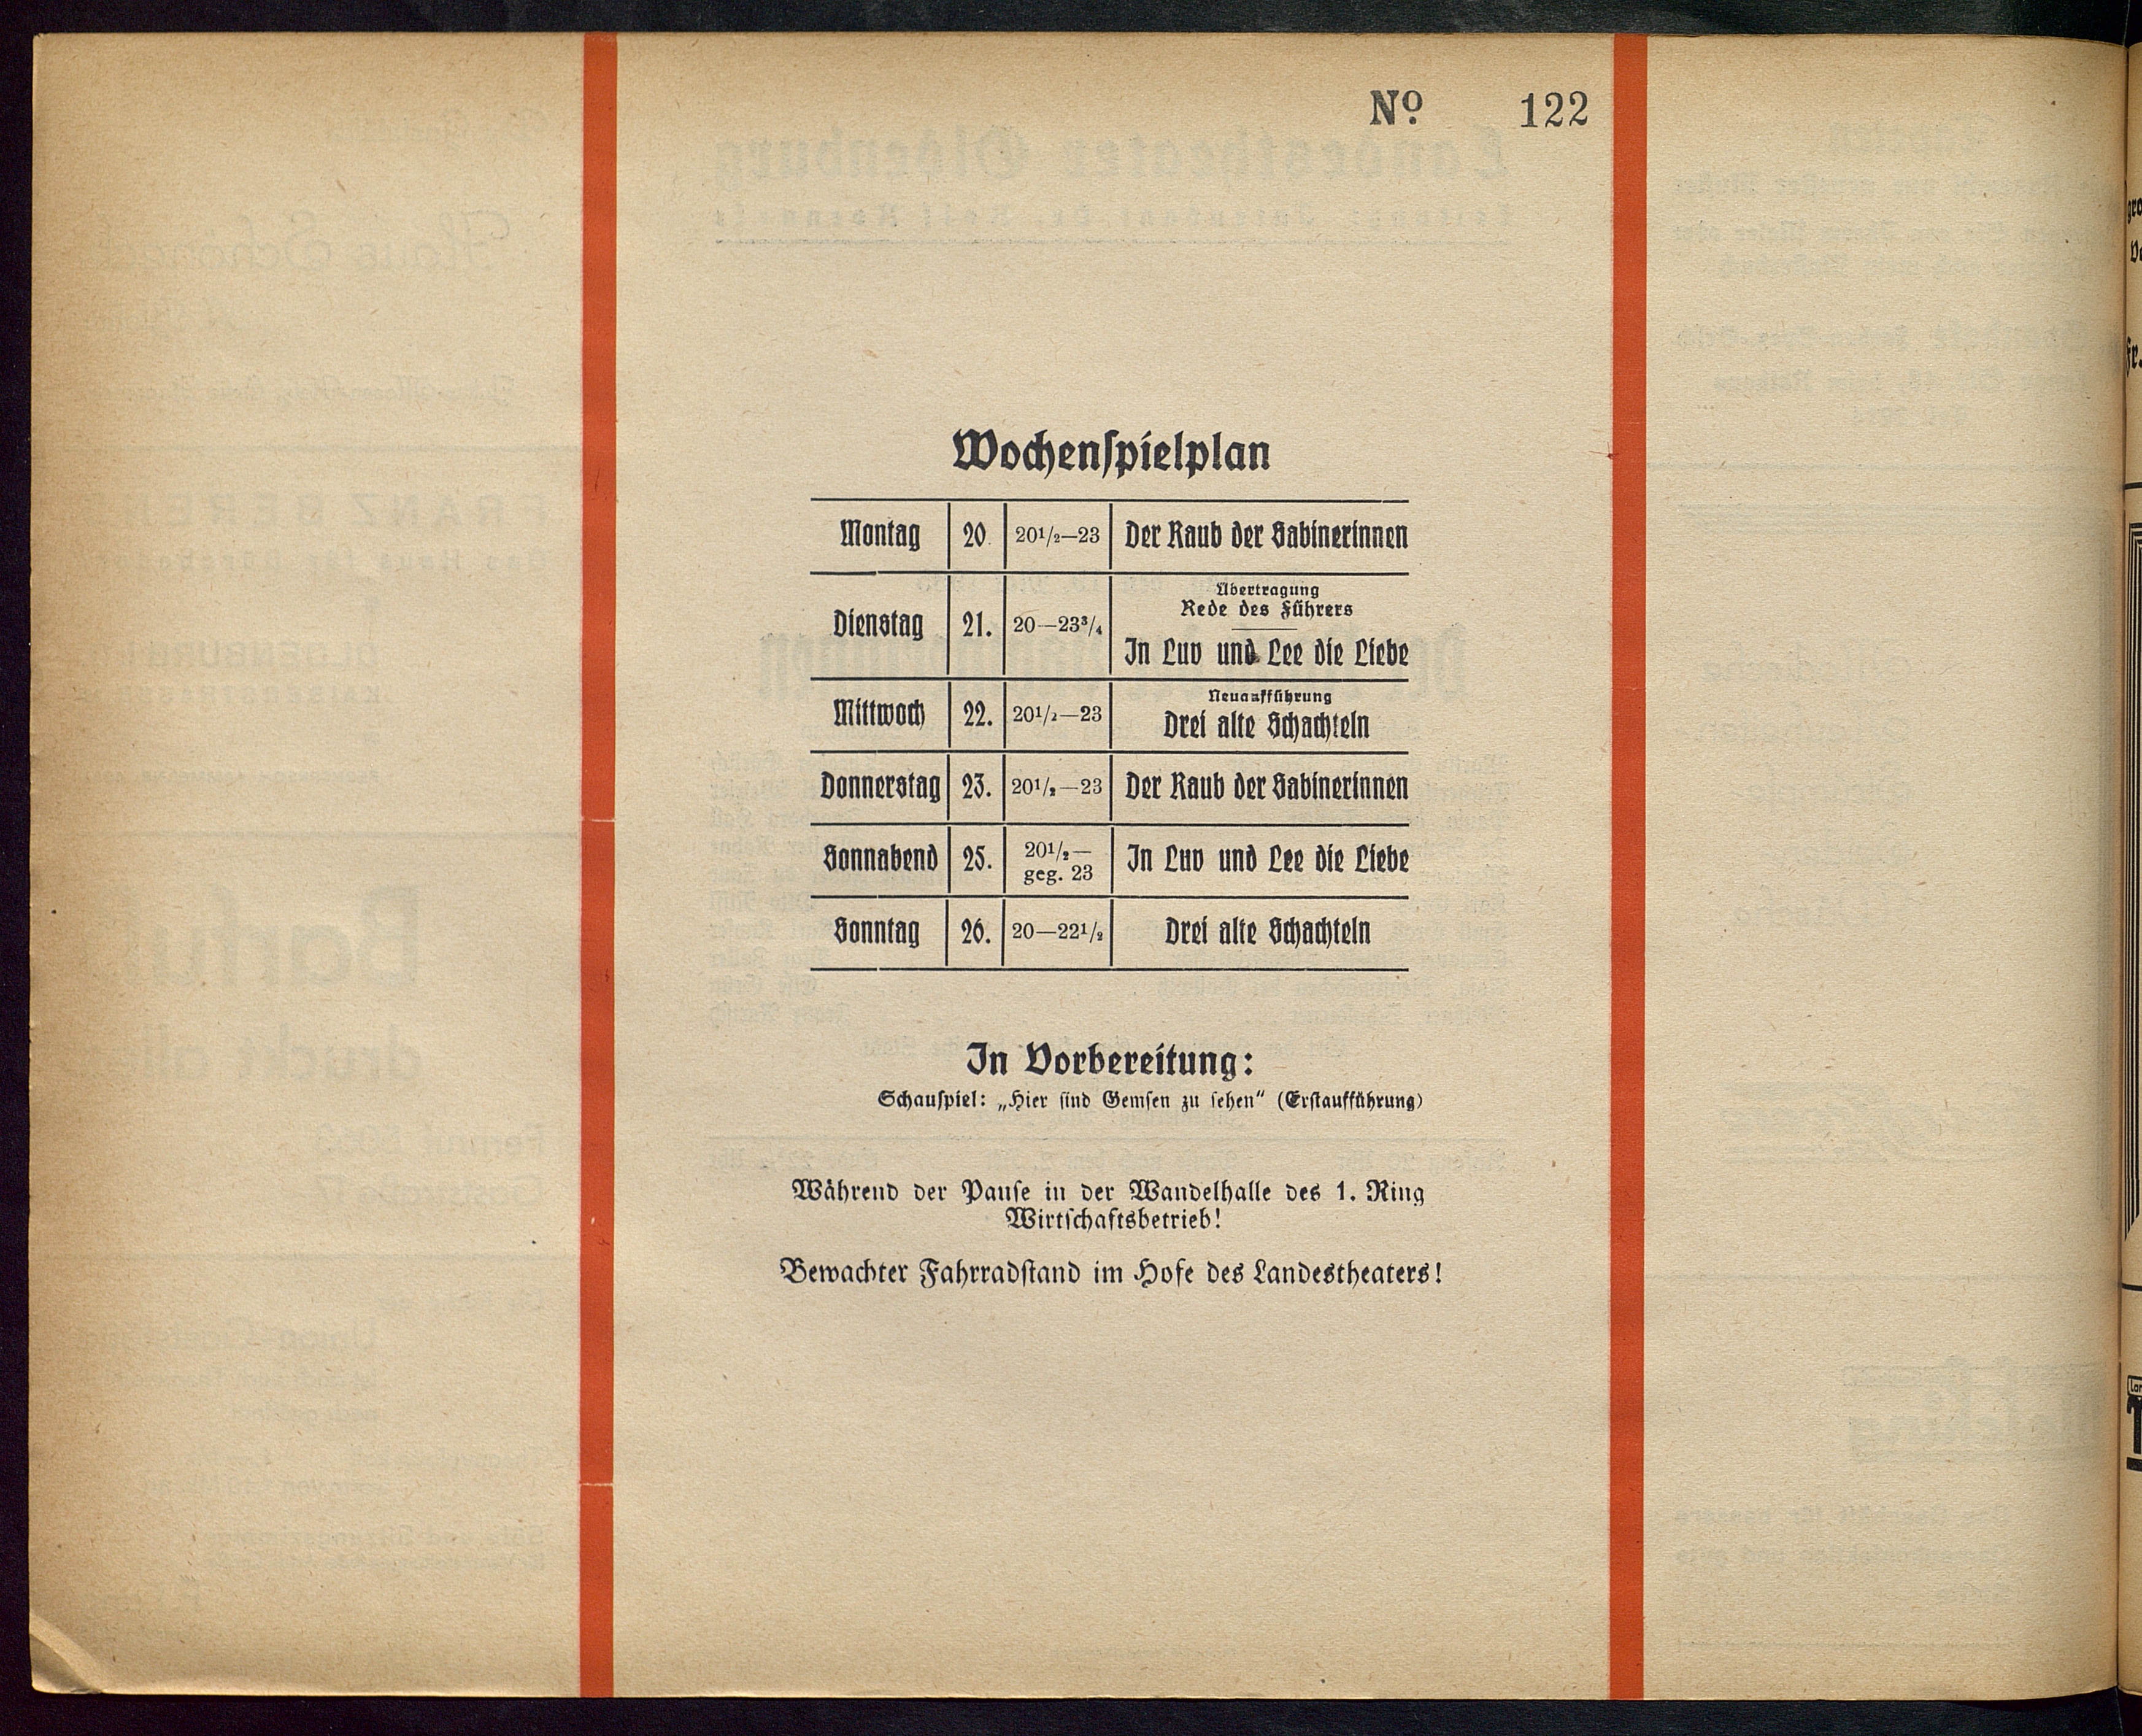 Nº 122
Wochenspielplan
Montag 20. 20½—23 Der Raub der Sabinerinnen
Dienstag 21. 20—23¾ Übertragung
Rede des Führers
In Luv und Lee die Liebe
Mittwoch 22. 20½—23 Neuaufführung
Drei alte Schachteln
Donnerstag 23. 20½—23 Der Raub der Sabinerinnen
Sonnabend 25. 20½— geg. 23 In Luv und Lee die Liebe
Sonntag 26. 20—22½ Drei alte Schachteln
In Vorbereitung:
Schauspiel: „Hier sind Gemsen zu sehen“ (Erstaufführung)
Während der Pause in der Wandelhalle des 1. Ring
Wirtschaftsbetrieb!
Bewachter Fahrradstand im Hofe des Landestheaters!